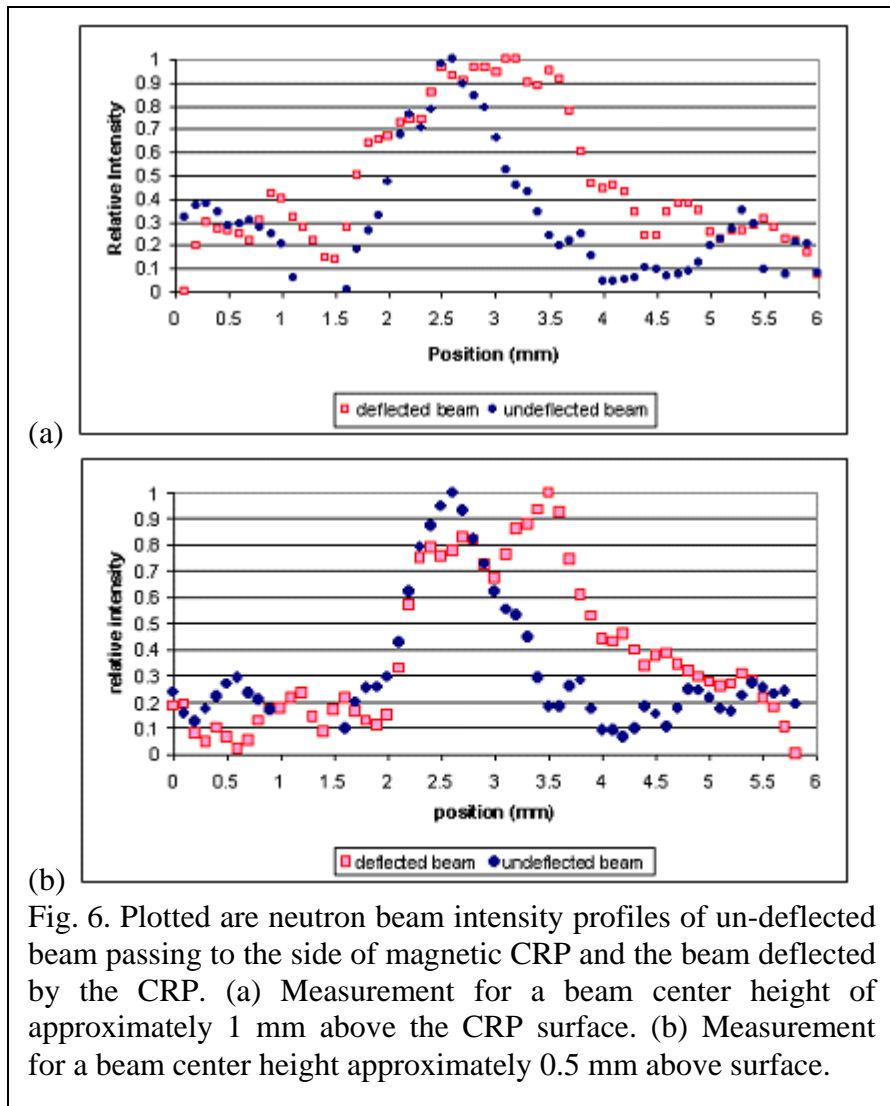 1
0.9
0.8
0.7
0.6
0.5
0.4
0.3
0.2
0.1
0
Relative Intensity
0 0.5 1 1.5 2 2.5 3 3.5 4 4.5 5 5.5 6
Position (mm)
deflected beam undeflected beam
(a)
1
0.9
0.8
0.7
0.6
0.5
0.4
0.3
0.2
0.1
0
relative intensity
0 0.5 1 1.5 2 2.5 3 3.5 4 4.5 5 5.5 6
position (mm)
deflected beam undeflected beam
(b)
Fig. 6. Plotted are neutron beam intensity profiles of un-deflected
beam passing to the side of magnetic CRP and the beam deflected
by the CRP. (a) Measurement for a beam center height of
approximately 1 mm above the CRP surface. (b) Measurement
for a beam center height approximately 0.5 mm above surface.